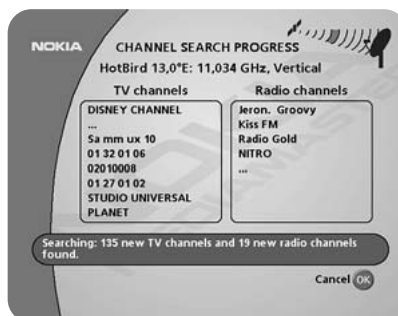 NOKIA
CHANNEL SEARCH PROGRESS
HotBird 13,0°E: 11,034 GHz, Vertical
TV channels
DISNEY CHANNEL
...
Sa mm ux 10
01 32 01 06
02010008
01 27 01 02
STUDIO UNIVERSAL
PLANET
Radio channels
Jeron. Groovy
Kiss FM
Radio Gold
NITRO
...
Searching: 135 new TV channels and 19 new radio channels
found.
Cancel OK